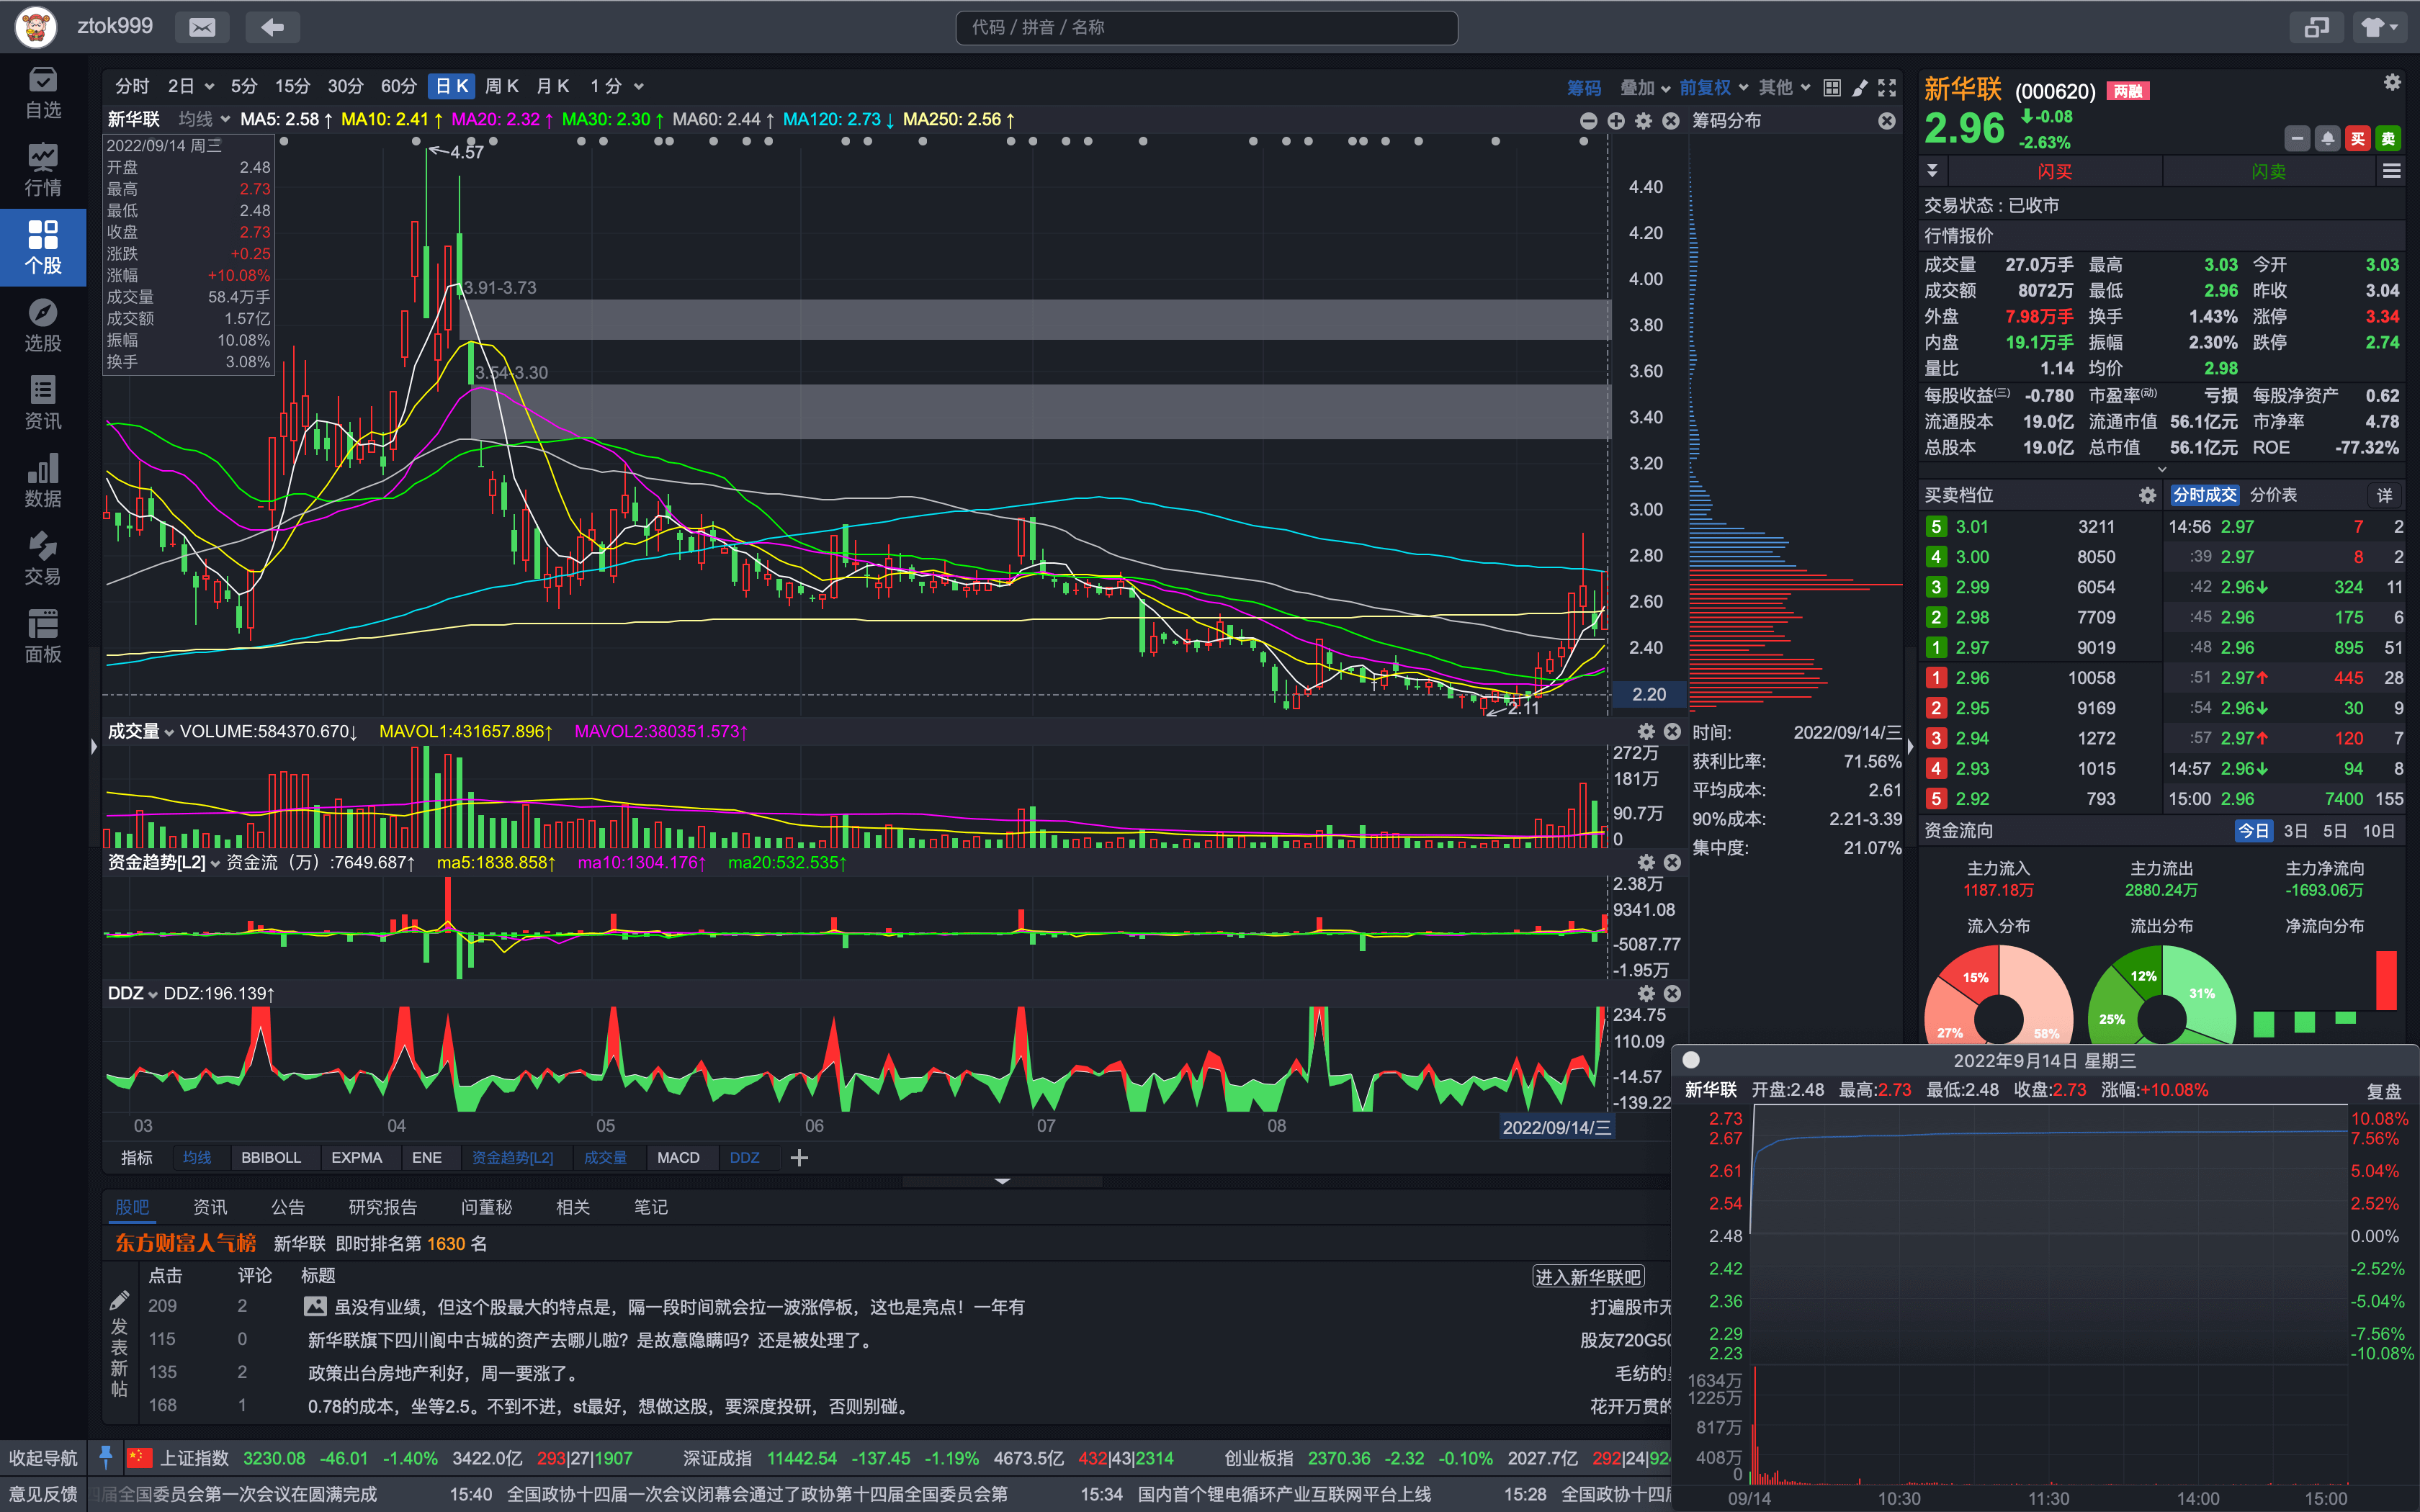 ztok999
代码 / 拼音 / 名称
自选
行情
个股
选股
资讯
数据
交易
面板
分时 2日 5分 15分 30分 60分 日K 周K 月K 1分 筹码 叠加 前复权 其他
新华联 均线 MA5: 2.58↑ MA10: 2.41↑ MA20: 2.32↑ MA30: 2.30↑ MA60: 2.44↑ MA120: 2.73↓ MA250: 2.56↑
2022/09/14 周三
开盘 2.48
最高 2.73
最低 2.48
收盘 2.73
涨跌 +0.25
涨幅 +10.08%
成交量 58.4万手
成交额 1.57亿
振幅 10.08%
换手 3.08%
4.57
3.91-3.73
3.54-3.30
2.11
4.40
4.20
4.00
3.80
3.60
3.40
3.20
3.00
2.80
2.60
2.40
2.20
成交量 VOLUME:584370.670↓ MAVOL1:431657.896↑ MAVOL2:380351.573↑
272万
181万
90.7万
0
资金趋势[L2] 资金流（万）:7649.687↑ ma5:1838.858↑ ma10:1304.176↑ ma20:532.535↑
2.38万
9341.08
-5087.77
-1.95万
DDZ DDZ:196.139↑
234.75
110.09
-14.57
-139.22
03 04 05 06 07 08 2022/09/14/三
指标 均线 BBIBOLL EXPMA ENE 资金趋势[L2] 成交量 MACD DDZ
筹码分布
时间: 2022/09/14/三
获利比率: 71.56%
平均成本: 2.61
90%成本: 2.21-3.39
集中度: 21.07%
股吧 资讯 公告 研究报告 问董秘 相关 笔记
东方财富人气榜 新华联 即时排名第 1630 名
点击 评论 标题 进入新华联吧
发表新帖
209 2 虽没有业绩，但这个股最大的特点是，隔一段时间就会拉一波涨停板，这也是亮点！一年有 打遍股市无
115 0 新华联旗下四川阆中古城的资产去哪儿啦？是故意隐瞒吗？还是被处理了。 股友720G50
135 2 政策出台房地产利好，周一要涨了。 毛纺的
168 1 0.78的成本，坐等2.5。不到不进，st最好，想做这股，要深度投研，否则别碰。 花开万贯的
新华联 (000620) 两融
2.96 -0.08
-2.63%
买 卖
闪买 闪卖
交易状态 : 已收市
行情报价
成交量 27.0万手 最高 3.03 今开 3.03
成交额 8072万 最低 2.96 昨收 3.04
外盘 7.98万手 换手 1.43% 涨停 3.34
内盘 19.1万手 振幅 2.30% 跌停 2.74
量比 1.14 均价 2.98
每股收益(三) -0.780 市盈率(动) 亏损 每股净资产 0.62
流通股本 19.0亿 流通市值 56.1亿元 市净率 4.78
总股本 19.0亿 总市值 56.1亿元 ROE -77.32%
买卖档位 分时成交 分价表 详
5 3.01 3211 14:56 2.97 7 2
4 3.00 8050 :39 2.97 8 2
3 2.99 6054 :42 2.96↓ 324 11
2 2.98 7709 :45 2.96 175 6
1 2.97 9019 :48 2.96 895 51
1 2.96 10058 :51 2.97↑ 445 28
2 2.95 9169 :54 2.96↓ 30 9
3 2.94 1272 :57 2.97↑ 120 7
4 2.93 1015 14:57 2.96↓ 94 8
5 2.92 793 15:00 2.96 7400 155
资金流向 今日 3日 5日 10日
主力流入 主力流出 主力净流向
1187.18万 2880.24万 -1693.06万
流入分布 流出分布 净流向分布
15% 27% 58% 12% 25% 31%
2022年9月14日 星期三
新华联 开盘:2.48 最高:2.73 最低:2.48 收盘:2.73 涨幅:+10.08% 复盘
2.73 10.08%
2.67 7.56%
2.61 5.04%
2.54 2.52%
2.48 0.00%
2.42 -2.52%
2.36 -5.04%
2.29 -7.56%
2.23 -10.08%
1634万
1225万
817万
408万
0
09/14 10:30 11:30 14:00 15:00
收起导航 上证指数 3230.08 -46.01 -1.40% 3422.0亿 293|27|1907 深证成指 11442.54 -137.45 -1.19% 4673.5亿 432|43|2314 创业板指 2370.36 -2.32 -0.10% 2027.7亿 292|24|924
意见反馈 四届全国委员会第一次会议在圆满完成 15:40 全国政协十四届一次会议闭幕会通过了政协第十四届全国委员会第 15:34 国内首个锂电循环产业互联网平台上线 15:28 全国政协十四届